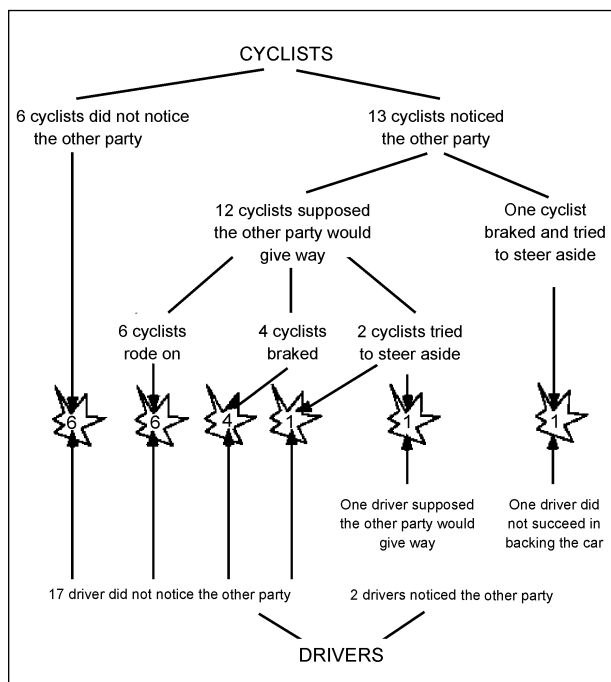 CYCLISTS
6 cyclists did not notice
the other party
13 cyclists noticed
the other party
12 cyclists supposed
the other party would
give way
One cyclist
braked and tried
to steer aside
6 cyclists
rode on
4 cyclists
braked
2 cyclists tried
to steer aside
6
6
4
1
1
1
One driver supposed
the other party would
give way
One driver did
not succeed in
backing the car
17 driver did not notice the other party
2 drivers noticed the other party
DRIVERS